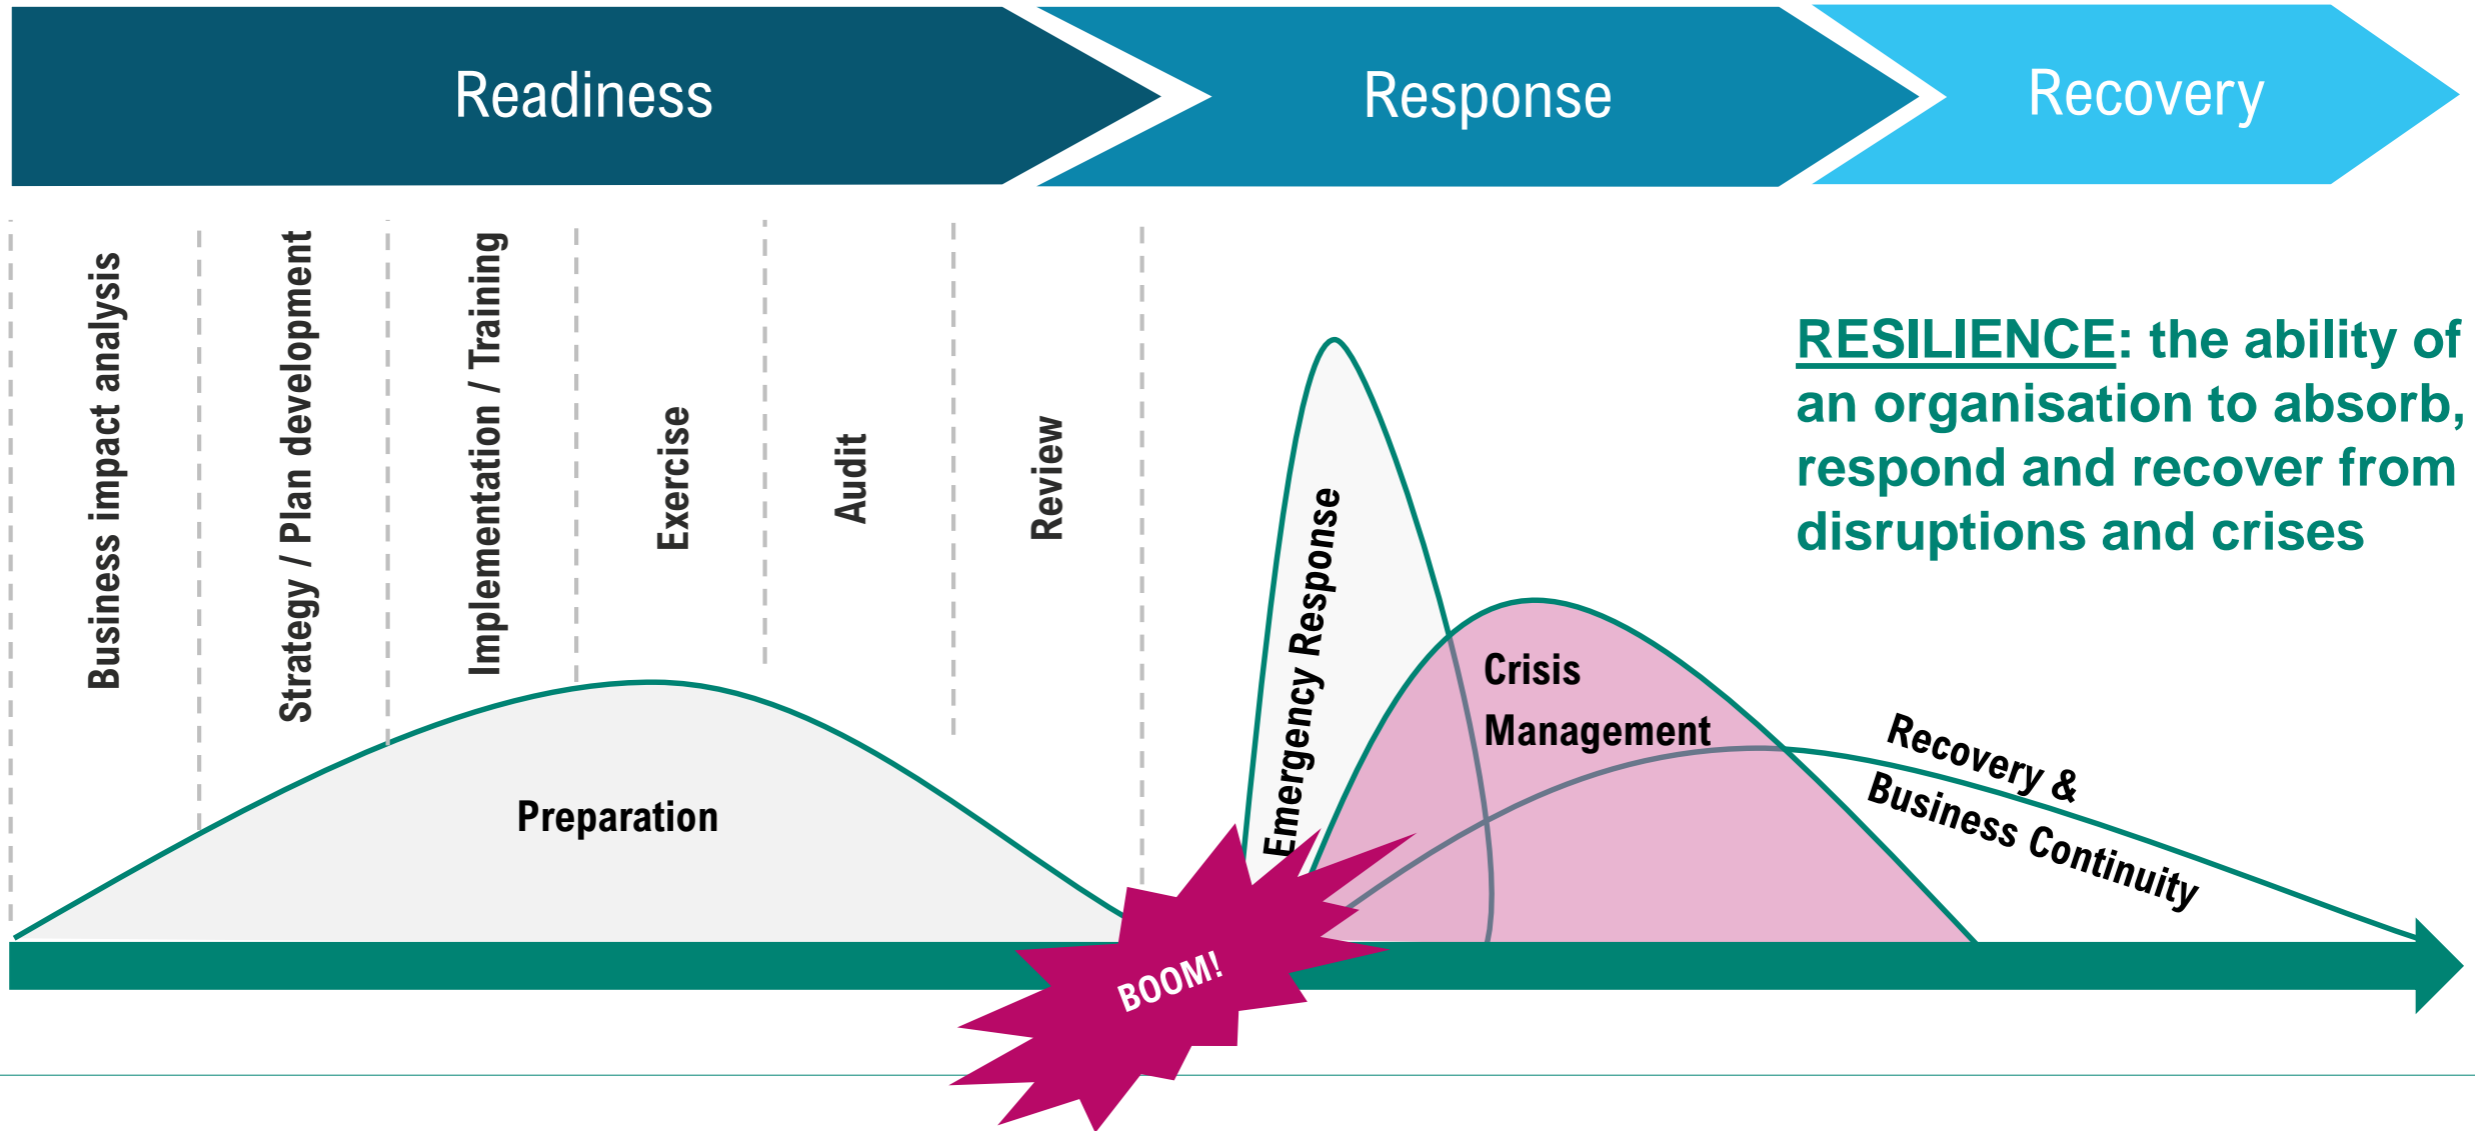 Readiness
Response
Recovery
Business impact analysis
Strategy / Plan development
Implementation / Training
Exercise
Audit
Review
RESILIENCE: the ability of
an organisation to absorb,
respond and recover from
disruptions and crises
Preparation
Emergency Response
Crisis
Management
Recovery &
Business Continuity
BOOM!